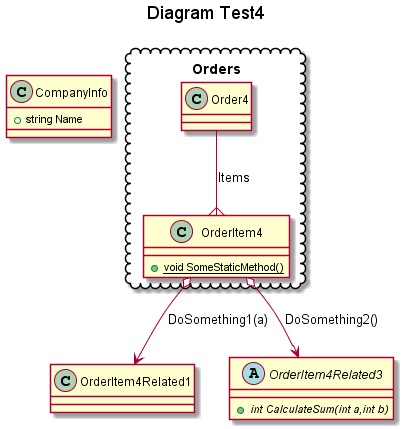 Diagram Test4
Orders
C Order4
C CompanyInfo
string Name
Items
C OrderItem4
void SomeStaticMethod()
DoSomething1(a)
DoSomething2()
C OrderItem4Related1
A OrderItem4Related3
int CalculateSum(int a,int b)